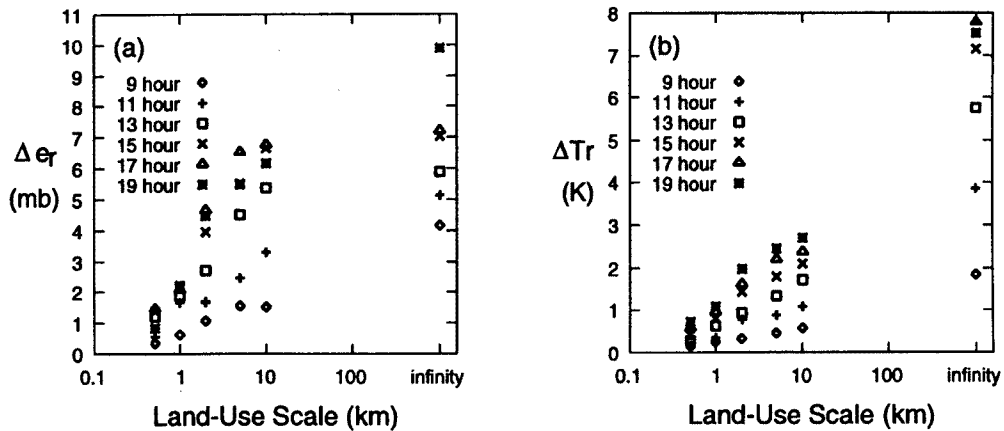 (a)
9 hour
11 hour
13 hour
15 hour
17 hour
19 hour
Δer
(mb)
11
10
9
8
7
6
5
4
3
2
1
0
0.1 1 10 100 infinity
Land-Use Scale (km)
(b)
9 hour
11 hour
13 hour
15 hour
17 hour
19 hour
ΔTr
(K)
8
7
6
5
4
3
2
1
0
0.1 1 10 100 infinity
Land-Use Scale (km)